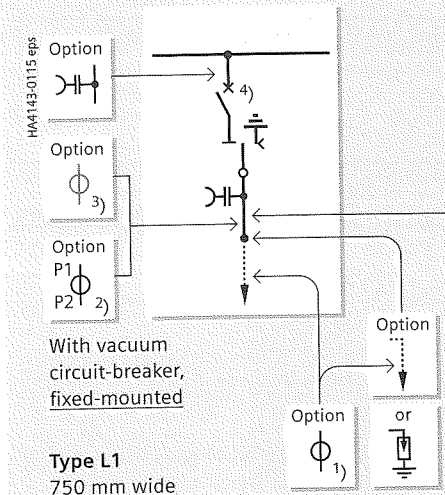 HA4143-0115 eps
Option
4)
Option
3)
Option
P1
P2 2)
Option
With vacuum
circuit-breaker,
fixed-mounted
Option
1)
or
Type L1
750 mm wide